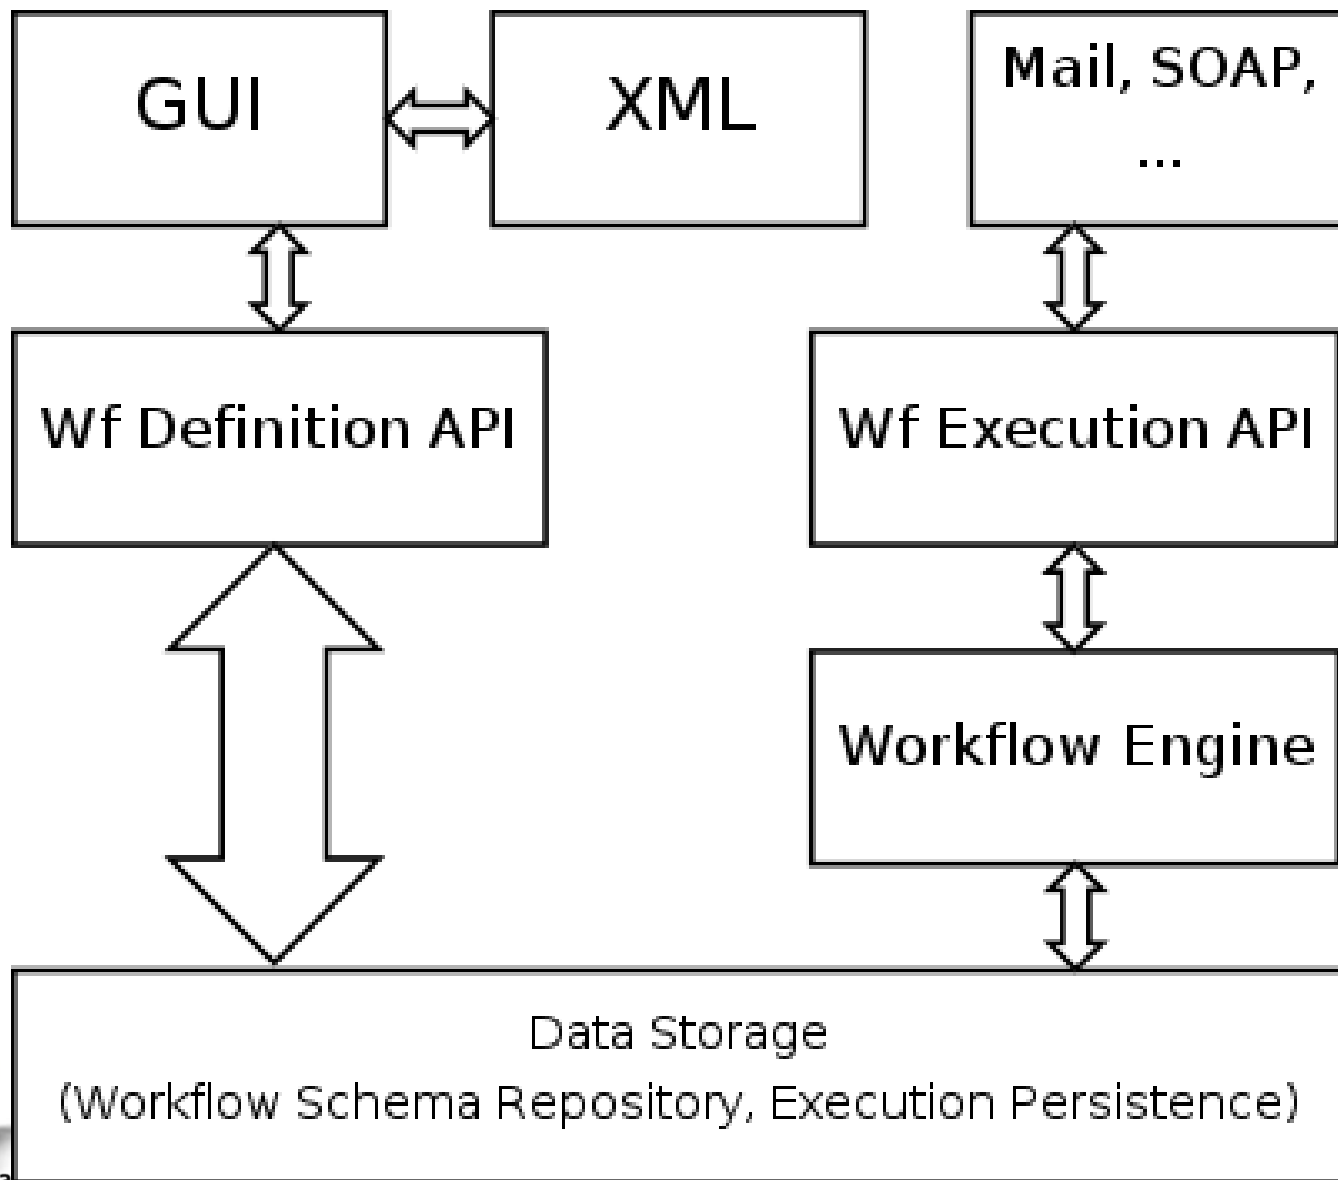 GUI
XML
Mail, SOAP,
...
Wf Definition API
Wf Execution API
Workflow Engine
Data Storage
(Workflow Schema Repository, Execution Persistence)